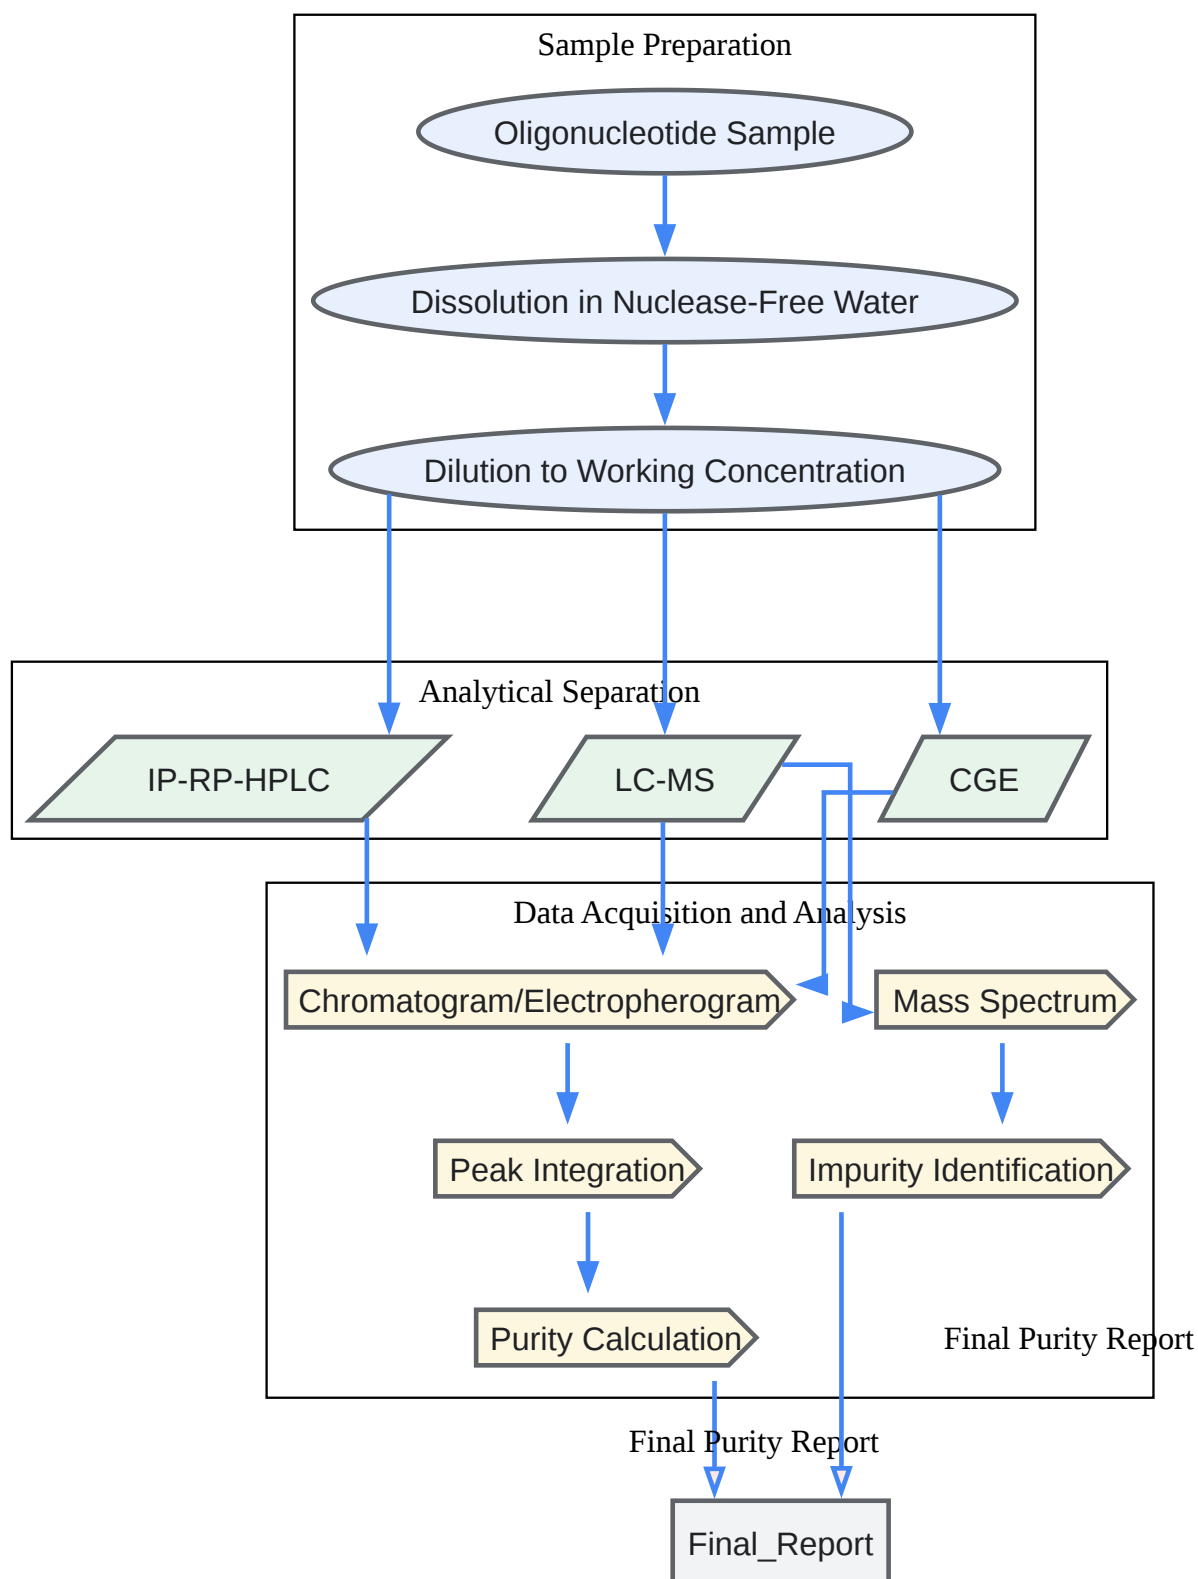 Sample Preparation
Oligonucleotide Sample
Dissolution in Nuclease-Free Water
Dilution to Working Concentration
Analytical Separation
IP-RP-HPLC
LC-MS
CGE
Data Acquisition and Analysis
Chromatogram/Electropherogram
Mass Spectrum
Peak Integration
Impurity Identification
Purity Calculation
Final Purity Report
Final Purity Report
Final_Report